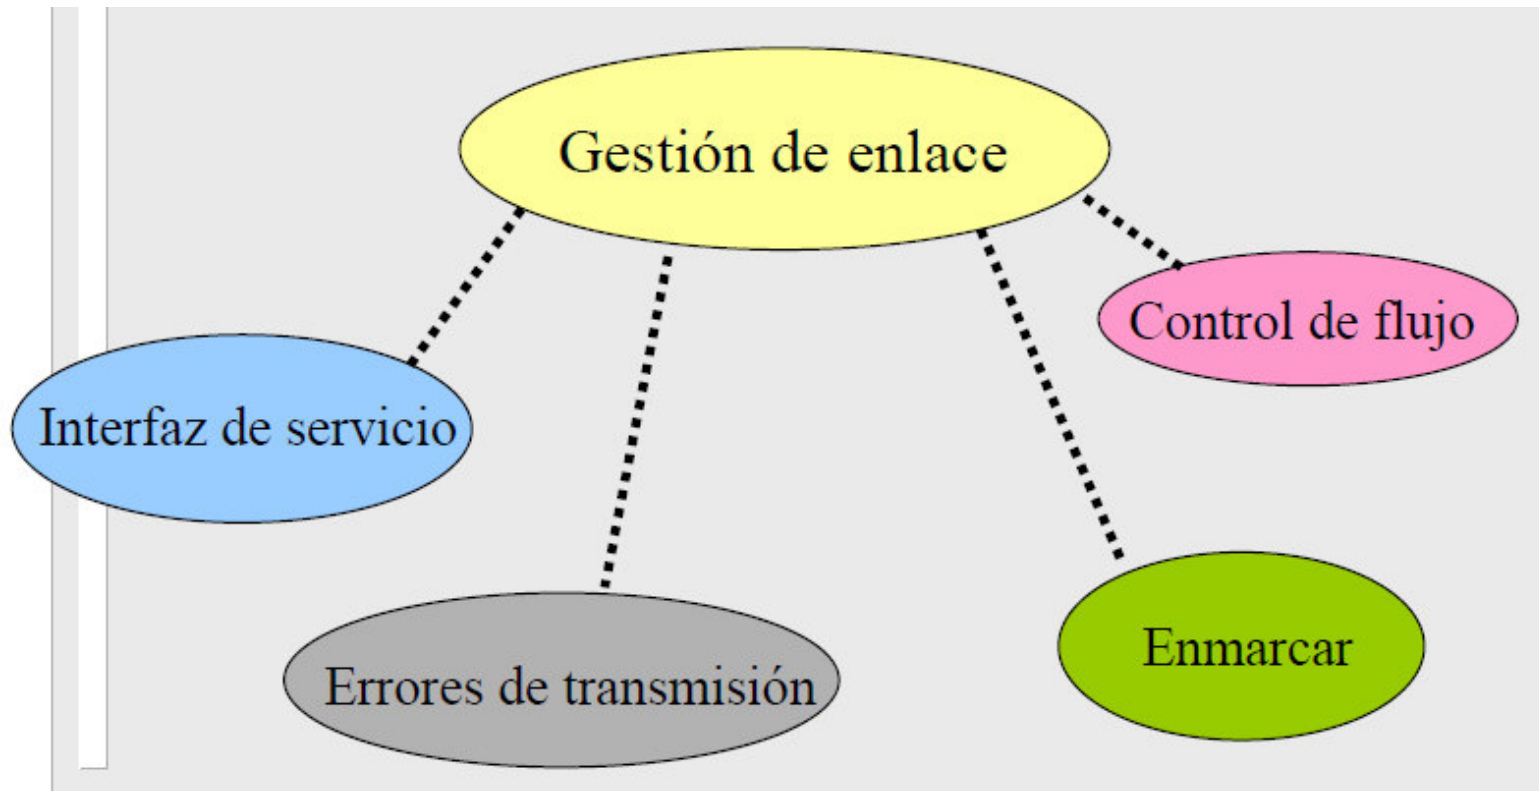 Gestión de enlace
Control de flujo
Interfaz de servicio
Errores de transmisión
Enmarcar